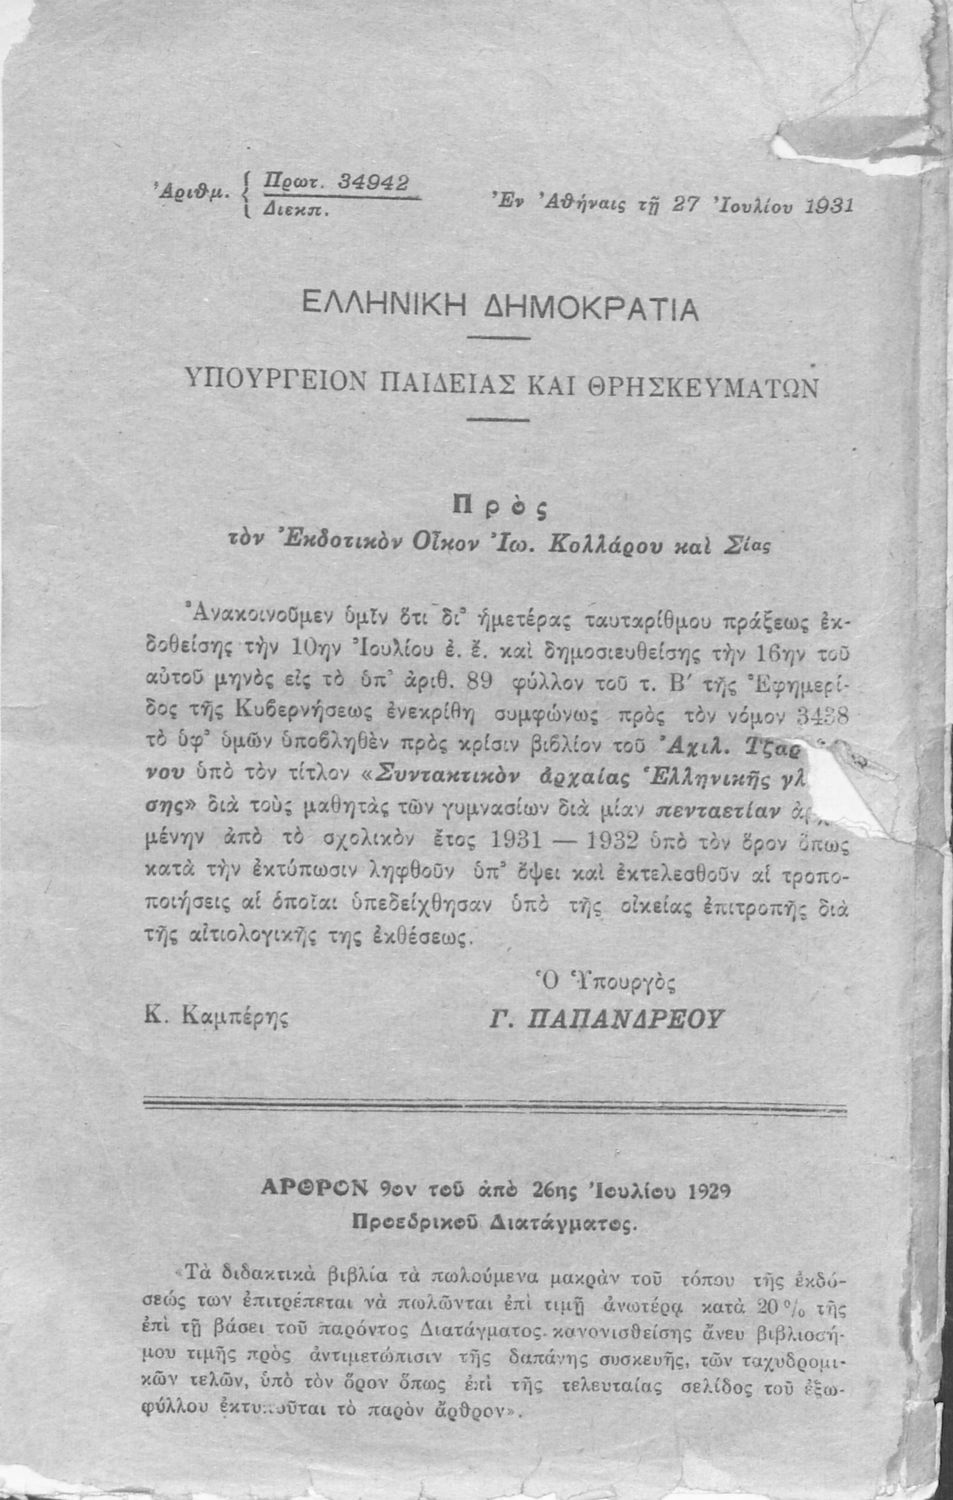 Ἀριθμ. { Πρωτ. 34942
Διεκπ.
Ἐν Ἀθήναις τῇ 27 Ἰουλίου 1931
ΕΛΛΗΝΙΚΗ ΔΗΜΟΚΡΑΤΙΑ
ΥΠΟΥΡΓΕΙΟΝ ΠΑΙΔΕΙΑΣ ΚΑΙ ΘΡΗΣΚΕΥΜΑΤΩΝ
Πρὸς
τὸν Ἐκδοτικὸν Οἶκον Ἰω. Κολλάρου καὶ Σίας
Ἀνακοινοῦμεν ὑμῖν ὅτι δι' ἡμετέρας ταυταρίθμου πράξεως ἐκ-
δοθείσης τὴν 10ην Ἰουλίου ἐ. ἔ. καὶ δημοσιευθείσης τὴν 16ην τοῦ
αὐτοῦ μηνὸς εἰς τὸ ὑπ' ἀριθ. 89 φύλλον τοῦ τ. Β′ τῆς Ἐφημερί-
δος τῆς Κυβερνήσεως ἐνεκρίθη συμφώνως πρὸς τὸν νόμον 3438
τὸ ὑφ' ὑμῶν ὑποβληθὲν πρὸς κρίσιν βιβλίον τοῦ Ἀχιλ. Τζαρ
νου ὑπὸ τὸν τίτλον «Συντακτικὸν ἀρχαίας Ἑλληνικῆς γλ
σης» διὰ τοὺς μαθητὰς τῶν γυμνασίων διὰ μίαν πενταετίαν ἀρχ
μένην ἀπὸ τὸ σχολικὸν ἔτος 1931 — 1932 ὑπὸ τὸν ὅρον ὅπως
κατὰ τὴν ἐκτύπωσιν ληφθοῦν ὑπ' ὄψει καὶ ἐκτελεσθοῦν αἱ τροπο-
ποιήσεις αἱ ὁποῖαι ὑπεδείχθησαν ὑπὸ τῆς οἰκείας ἐπιτροπῆς διὰ
τῆς αἰτιολογικῆς της ἐκθέσεως.
Ὁ Ὑπουργὸς
Κ. Καμπέρης Γ. ΠΑΠΑΝΔΡΕΟΥ
ΑΡΘΡΟΝ 9ον τοῦ ἀπὸ 26ης Ἰουλίου 1929
Προεδρικοῦ Διατάγματος.
«Τὰ διδακτικὰ βιβλία τὰ πωλούμενα μακρὰν τοῦ τόπου τῆς ἐκδό-
σεώς των ἐπιτρέπεται νὰ πωλῶνται ἐπὶ τιμῇ ἀνωτέρᾳ κατὰ 20% τῆς
ἐπὶ τῇ βάσει τοῦ παρόντος Διατάγματος κανονισθείσης ἄνευ βιβλιοσή-
μου τιμῆς πρὸς ἀντιμετώπισιν τῆς δαπάνης συσκευῆς, τῶν ταχυδρομι-
κῶν τελῶν, ὑπὸ τὸν ὅρον ὅπως ἐπὶ τῆς τελευταίας σελίδος τοῦ ἐξω-
φύλλου ἐκτυποῦται τὸ παρὸν ἄρθρον».